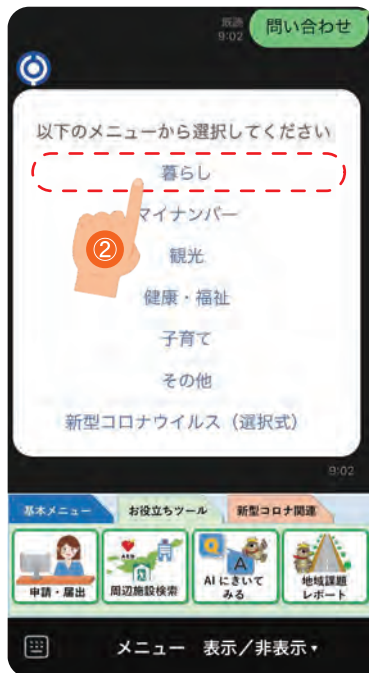 既読
9:02
問い合わせ
以下のメニューから選択してください
暮らし
マイナンバー
②
観光
健康・福祉
子育て
その他
新型コロナウイルス（選択式）
9:02
基本メニュー
お役立ちツール
新型コロナ関連
申請・届出
AED
周辺施設検索
Q
A
AIにきいて
みる
地域課題
レポート
メニュー 表示／非表示▾